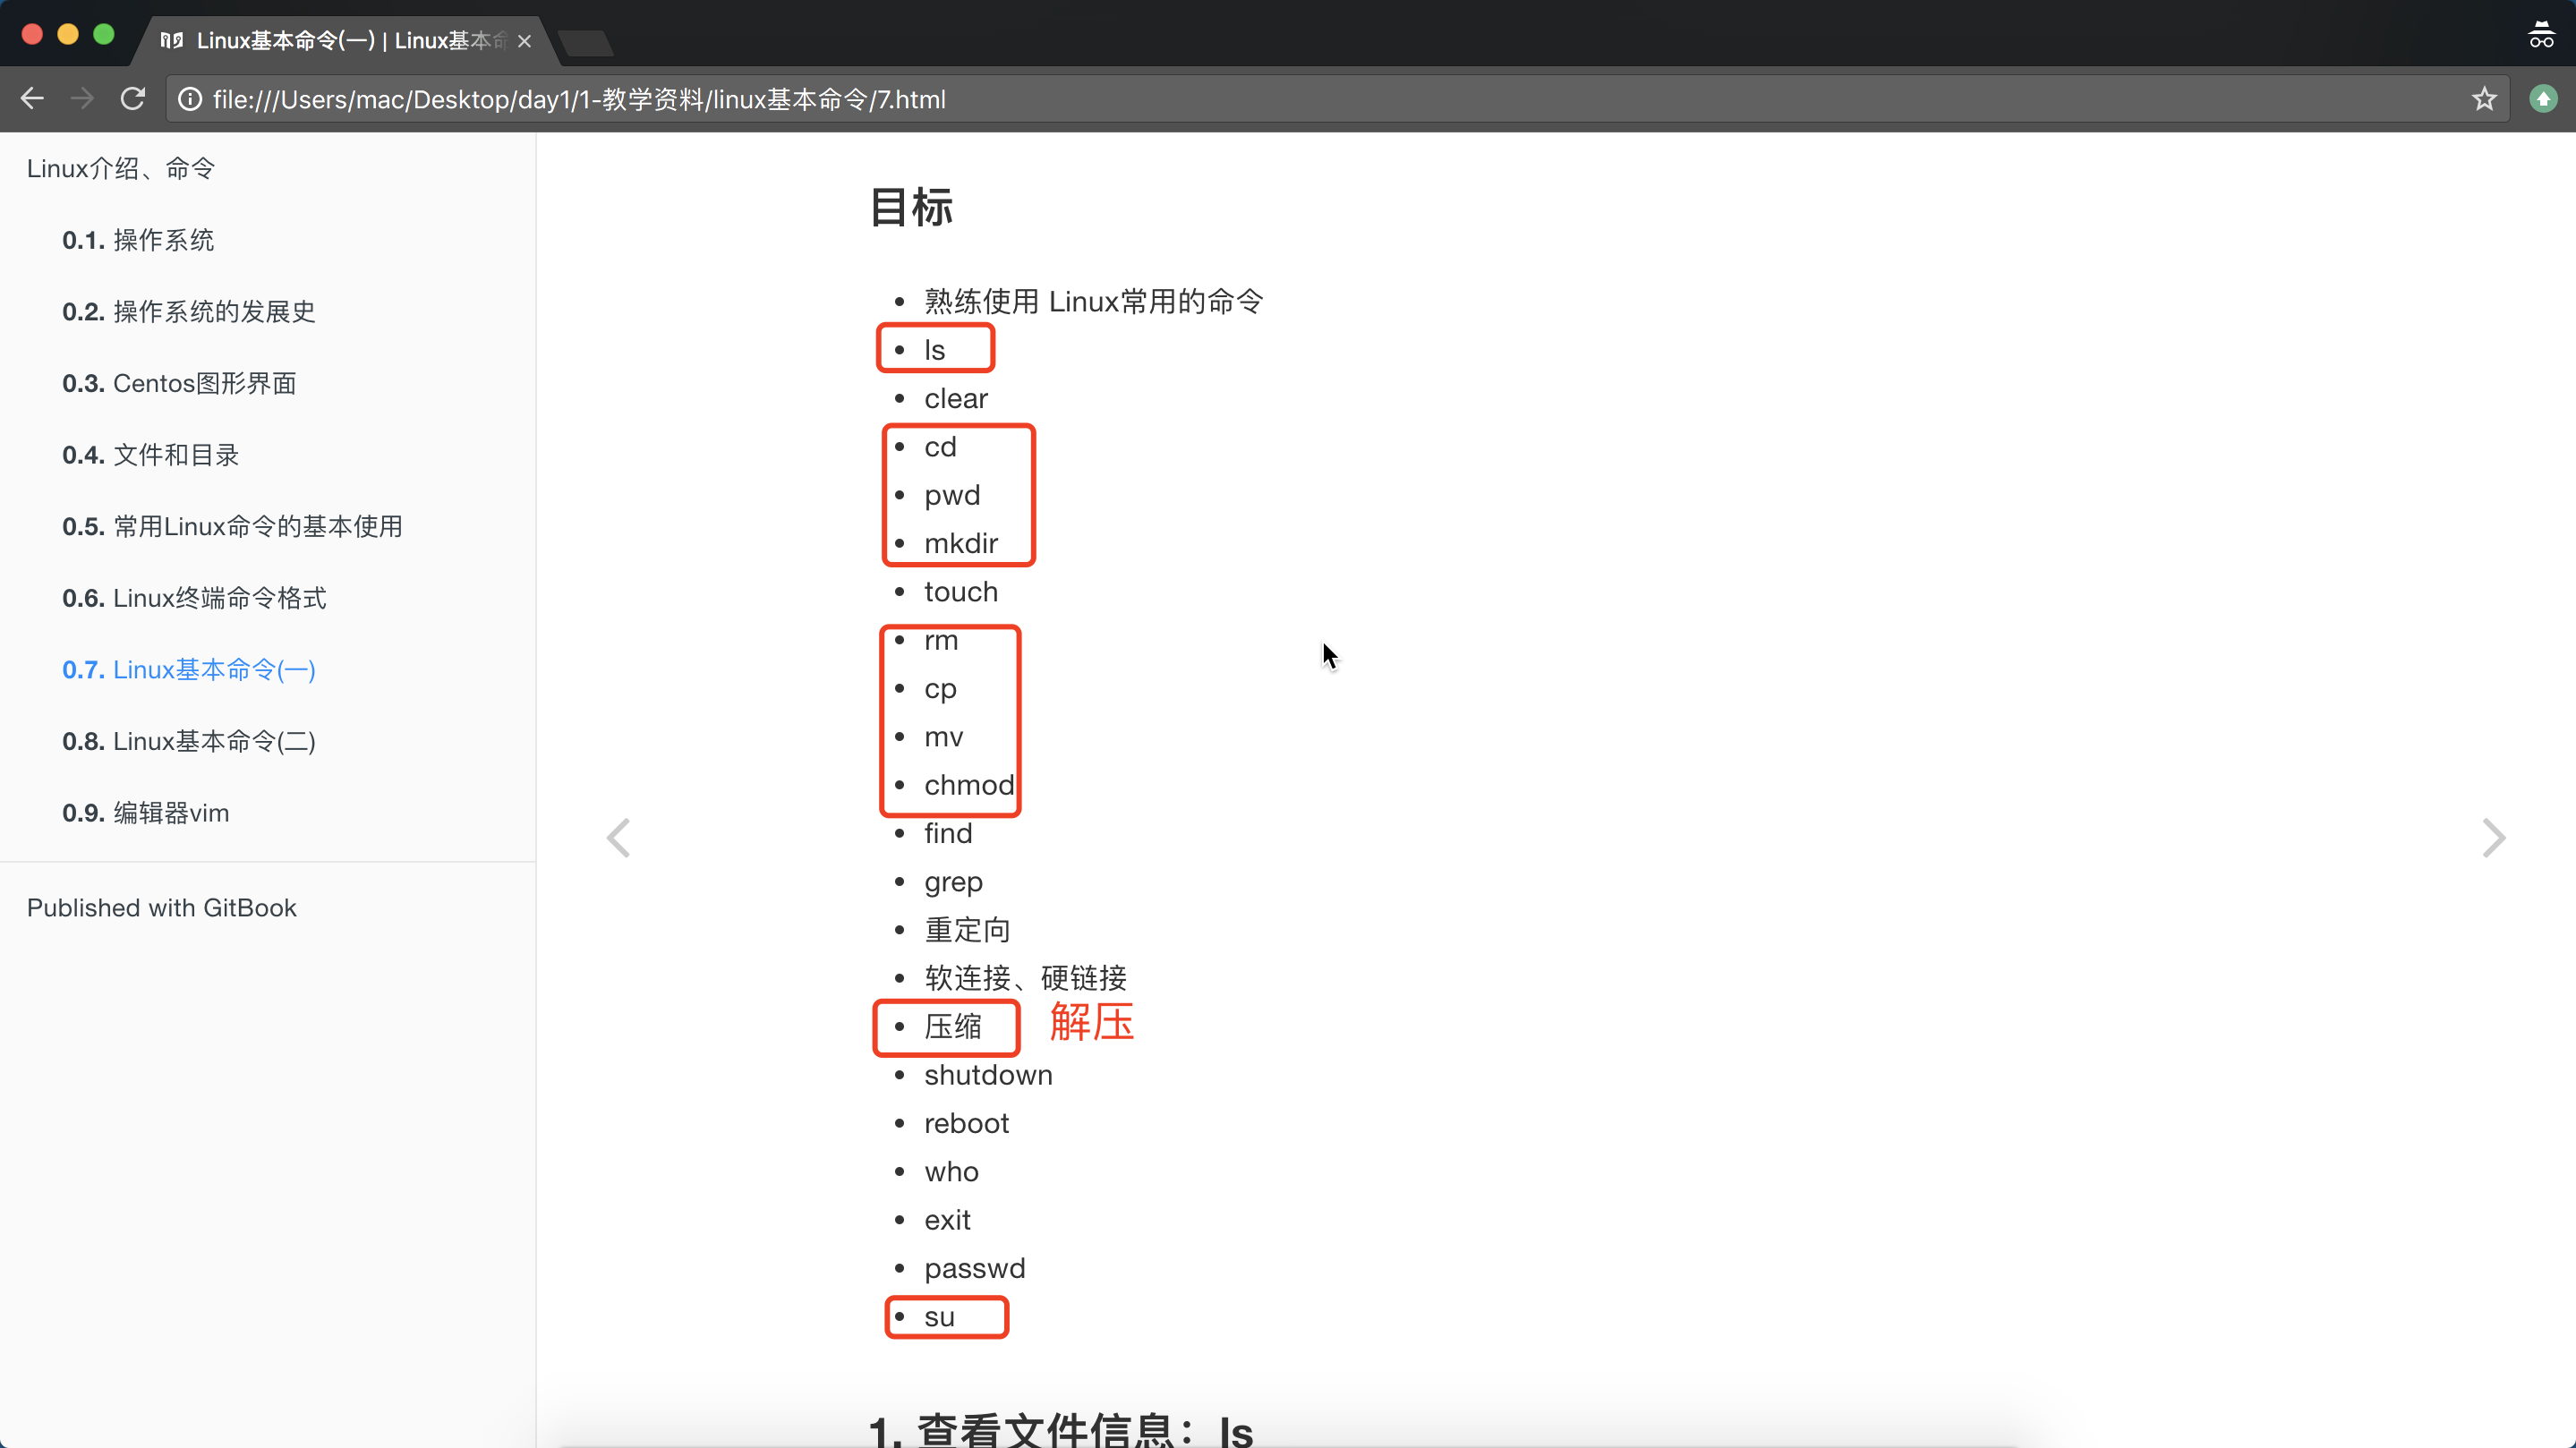 Linux基本命令(一) | Linux基本命
file:///Users/mac/Desktop/day1/1-教学资料/linux基本命令/7.html
Linux介绍、命令
0.1. 操作系统
0.2. 操作系统的发展史
0.3. Centos图形界面
0.4. 文件和目录
0.5. 常用Linux命令的基本使用
0.6. Linux终端命令格式
0.7. Linux基本命令(一)
0.8. Linux基本命令(二)
0.9. 编辑器vim
Published with GitBook
目标
• 熟练使用 Linux常用的命令
• ls
• clear
• cd
• pwd
• mkdir
• touch
• rm
• cp
• mv
• chmod
• find
• grep
• 重定向
• 软连接、硬链接
• 压缩 解压
• shutdown
• reboot
• who
• exit
• passwd
• su
1. 查看文件信息：ls